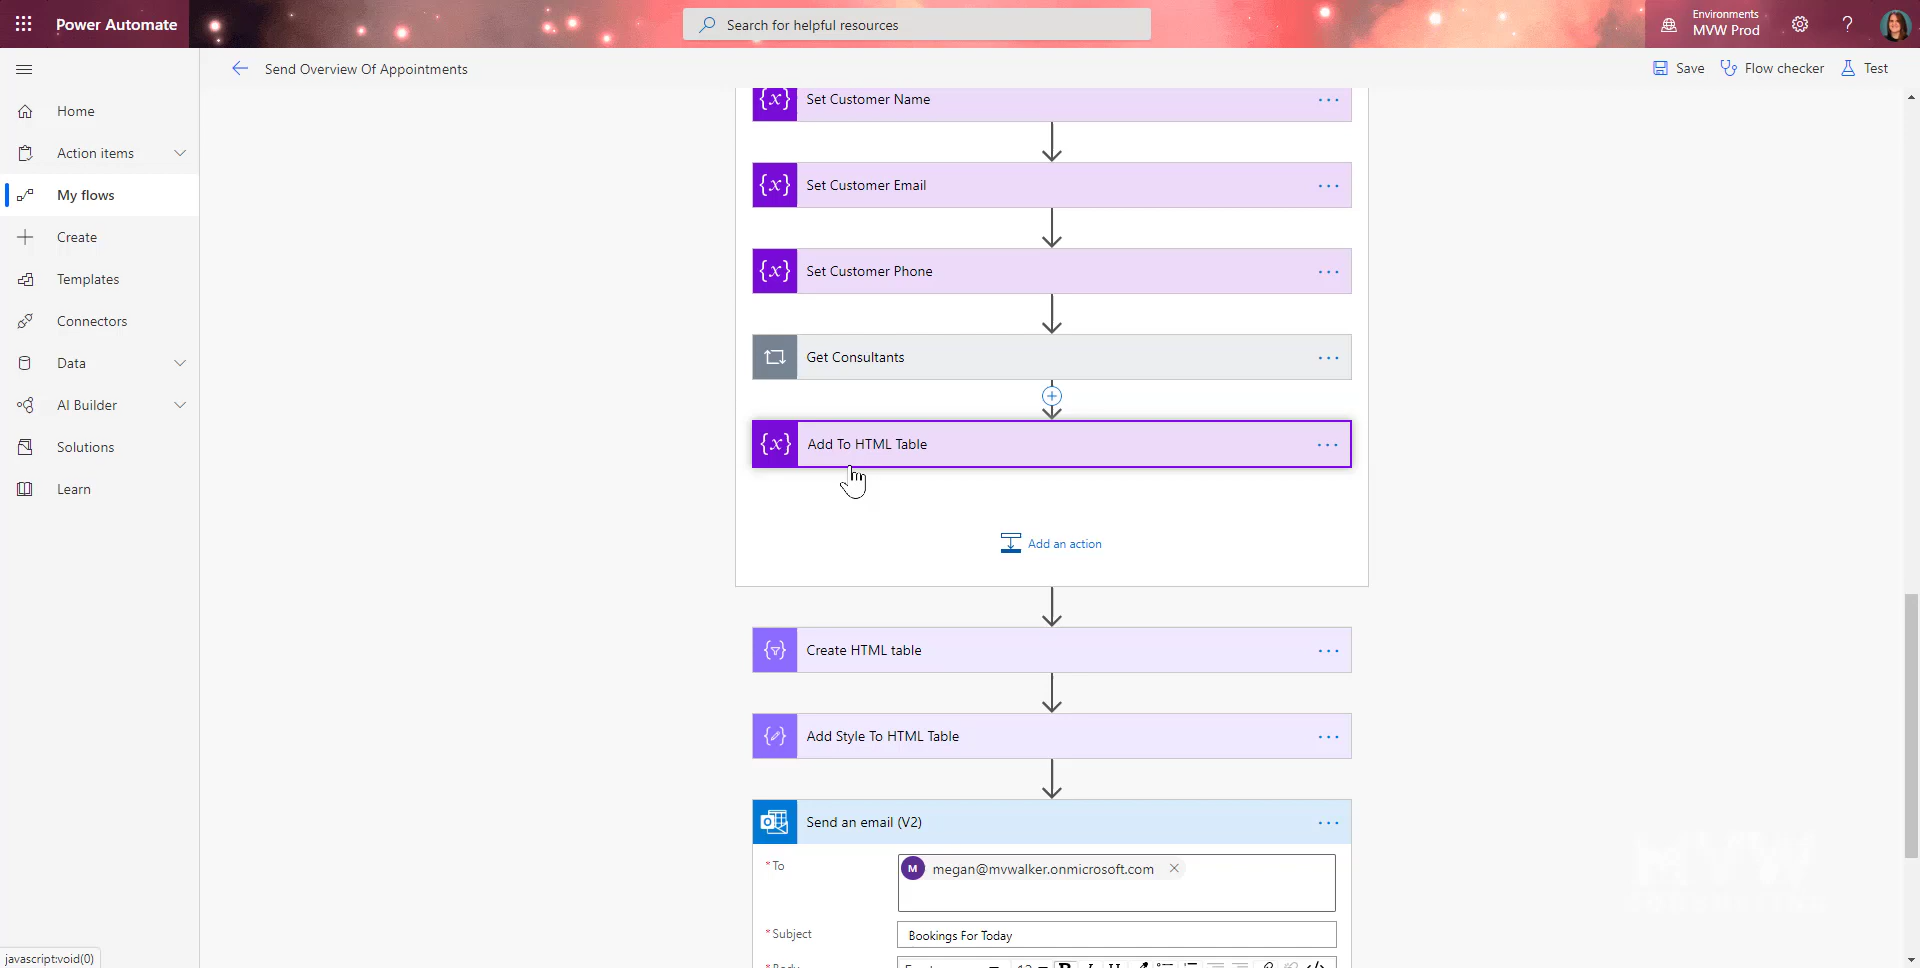 Power Automate
Search for helpful resources
Environments
MVW Prod
Send Overview Of Appointments
Save
Flow checker
Test
Home
Action items
My flows
Create
Templates
Connectors
Data
AI Builder
Solutions
Learn
Set Customer Name
Set Customer Email
Set Customer Phone
Get Consultants
Add To HTML Table
Add an action
Create HTML table
Add Style To HTML Table
Send an email (V2)
*To
M megan@mvwalker.onmicrosoft.com
*Subject
Bookings For Today
javascript:void(0)